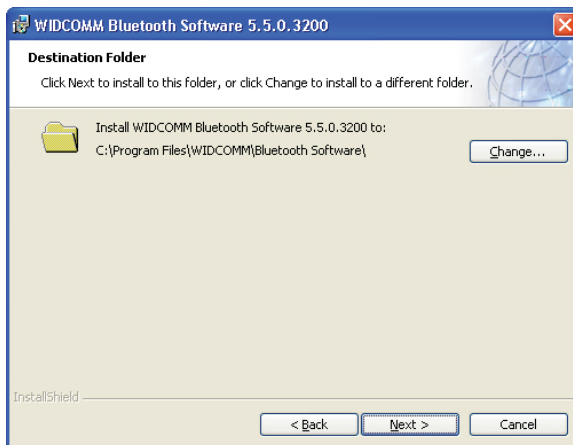 WIDCOMM Bluetooth Software 5.5.0.3200
Destination Folder
Click Next to install to this folder, or click Change to install to a different folder.
Install WIDCOMM Bluetooth Software 5.5.0.3200 to:
C:\Program Files\WIDCOMM\Bluetooth Software\
Change...
InstallShield
< Back
Next >
Cancel